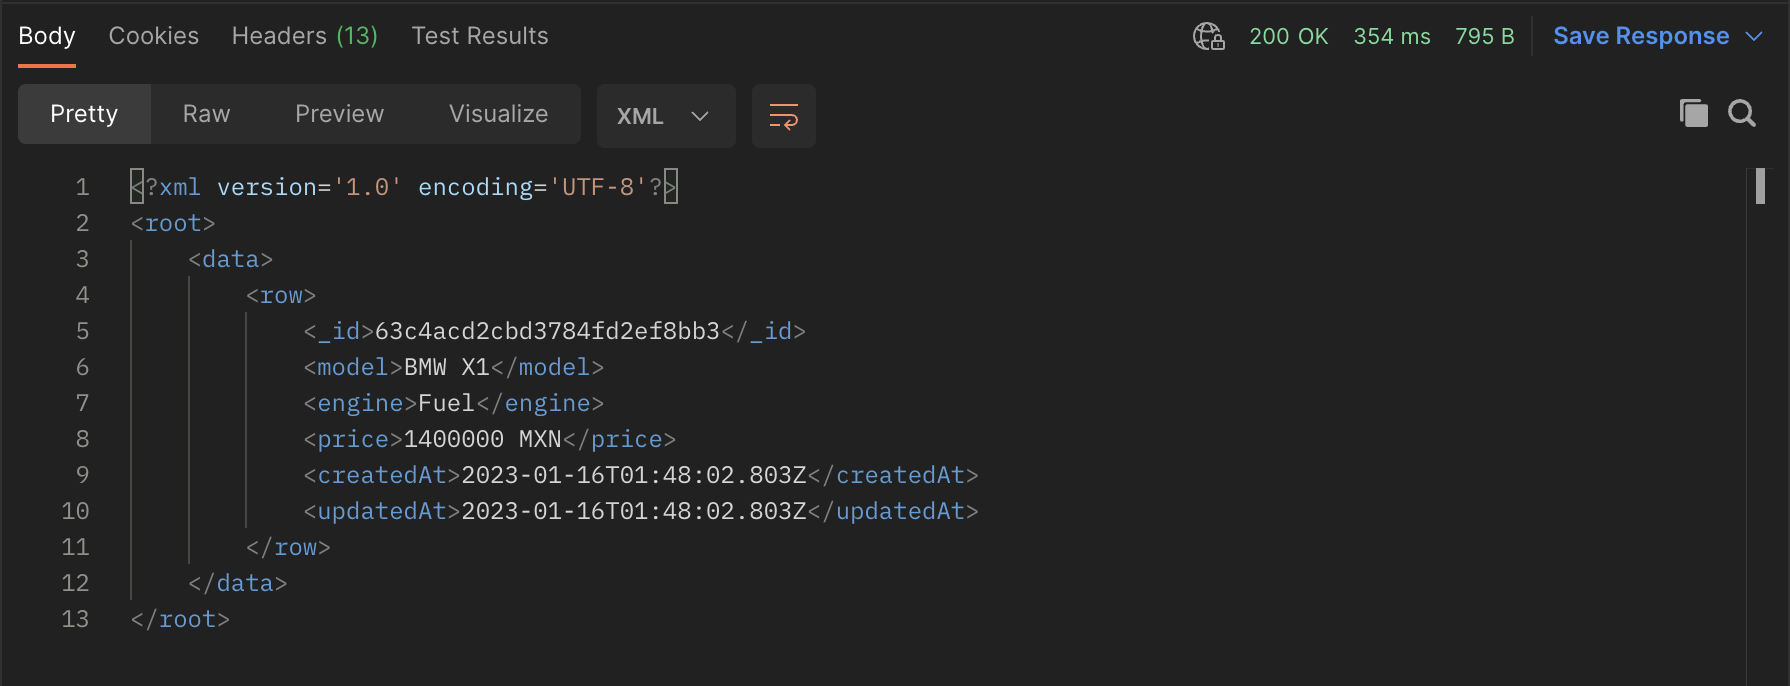 Body Cookies Headers (13) Test Results 200 OK 354 ms 795 B Save Response
Pretty Raw Preview Visualize XML
1 <?xml version='1.0' encoding='UTF-8'?>
2 <root>
3 <data>
4 <row>
5 <_id>63c4acd2cbd3784fd2ef8bb3</_id>
6 <model>BMW X1</model>
7 <engine>Fuel</engine>
8 <price>1400000 MXN</price>
9 <createdAt>2023-01-16T01:48:02.803Z</createdAt>
10 <updatedAt>2023-01-16T01:48:02.803Z</updatedAt>
11 </row>
12 </data>
13 </root>